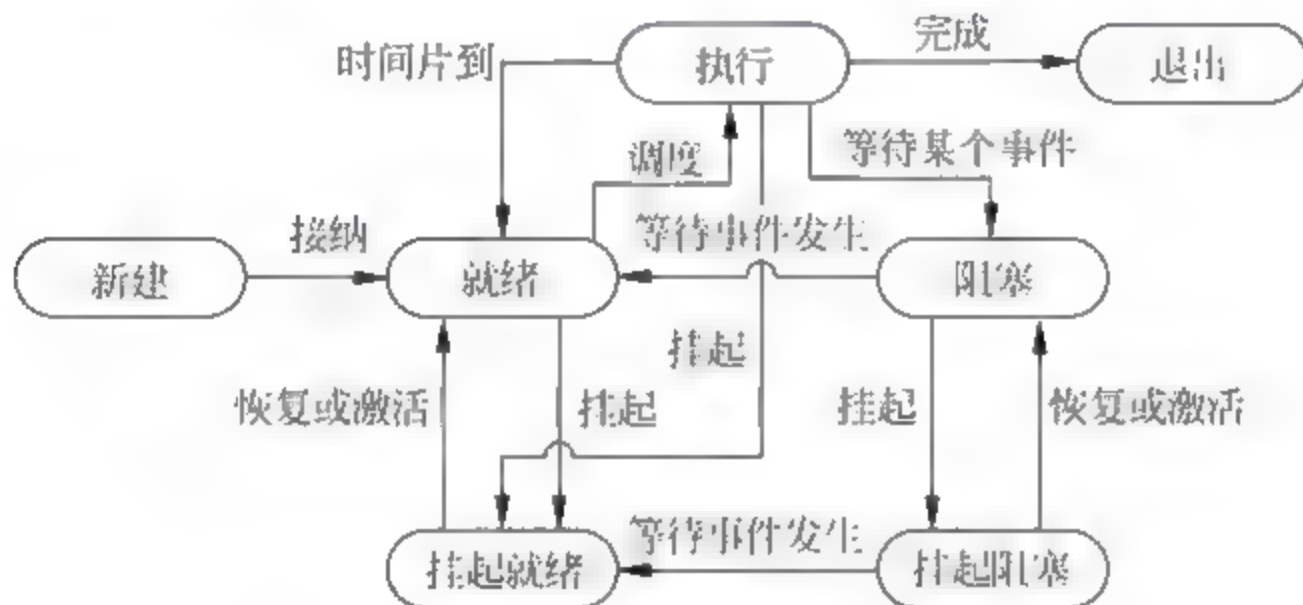 完成
时间片到
执行
退出
调度
等待某个事件
接纳
等待事件发生
新建
就绪
阻塞
挂起
恢复或激活
挂起
挂起
恢复或激活
等待事件发生
挂起就绪
挂起阻塞